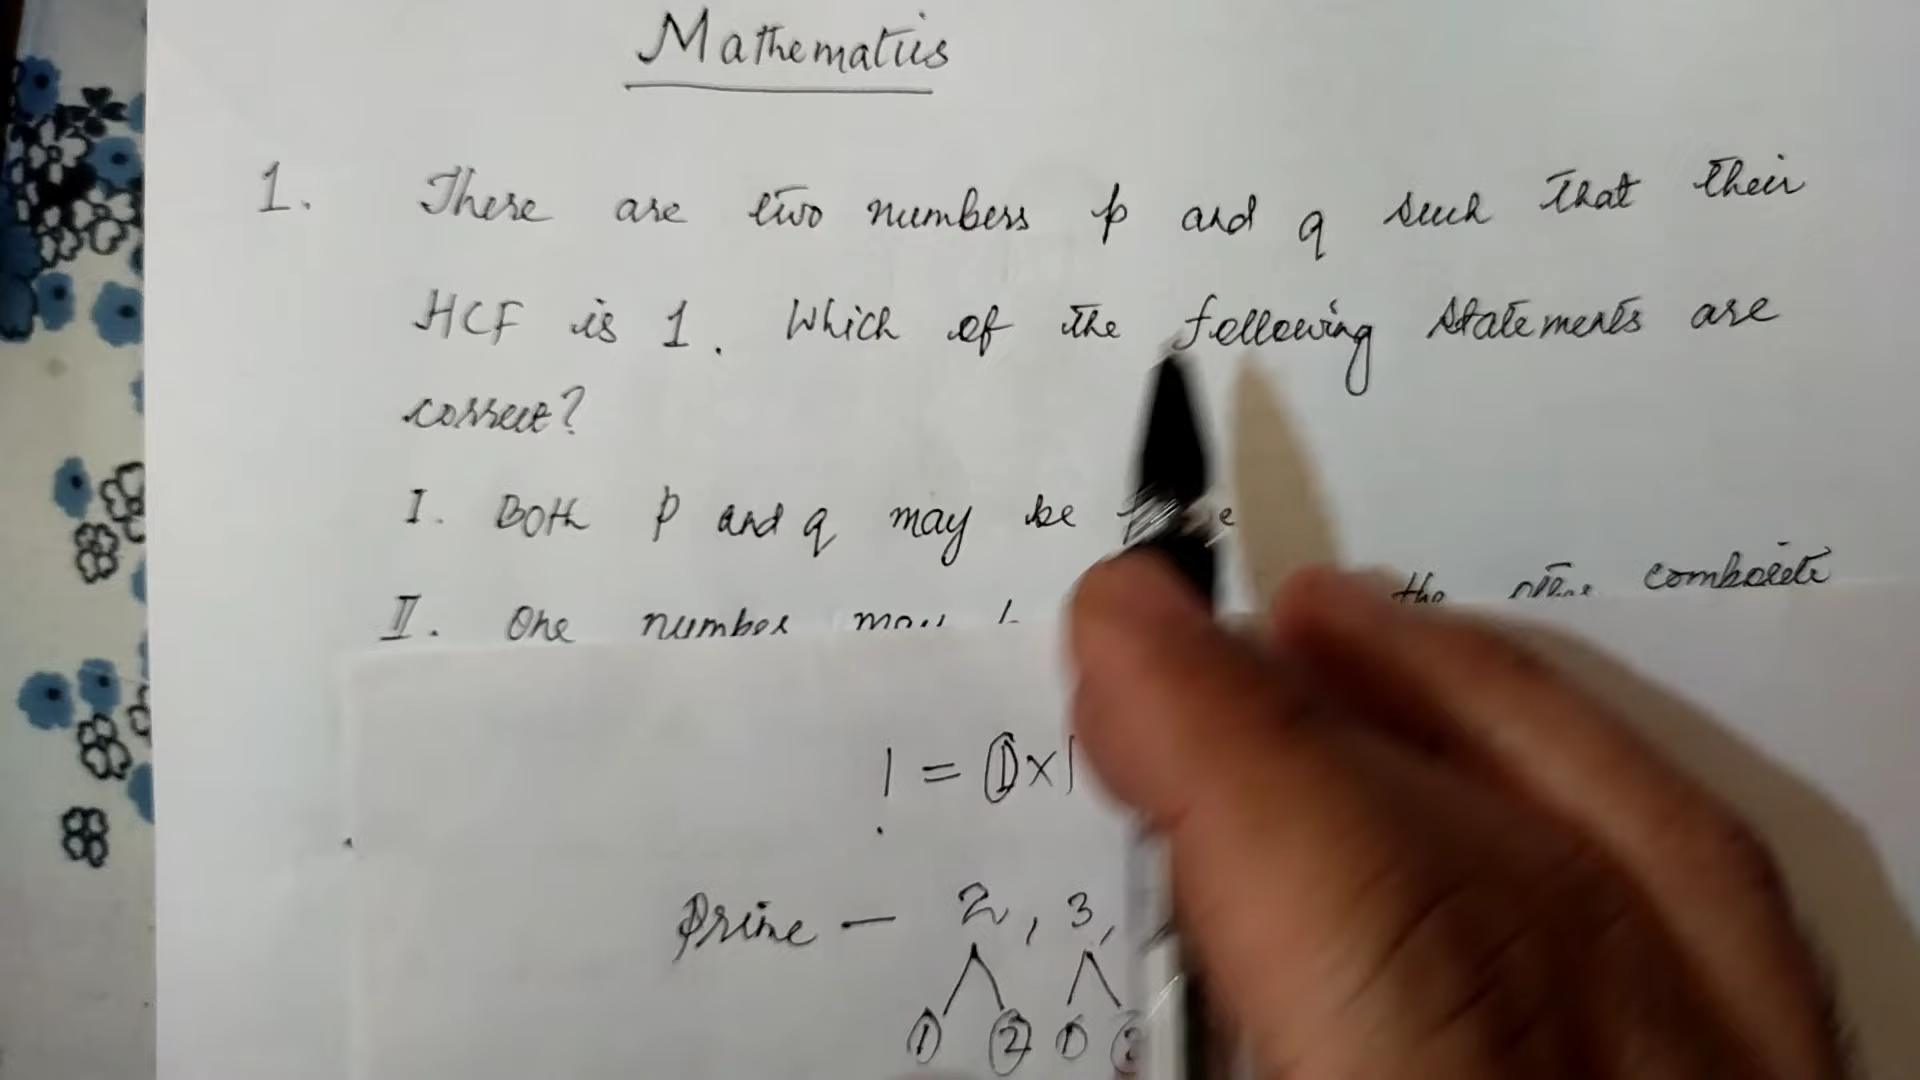 Mathematics
1. There are two numbers p and q such that their
HCF is 1. Which of the following statements are
correct?
I. Both p and q may be
II. One number may the other composite
1 = 1×1
Prime — 2, 3,
1 2 1